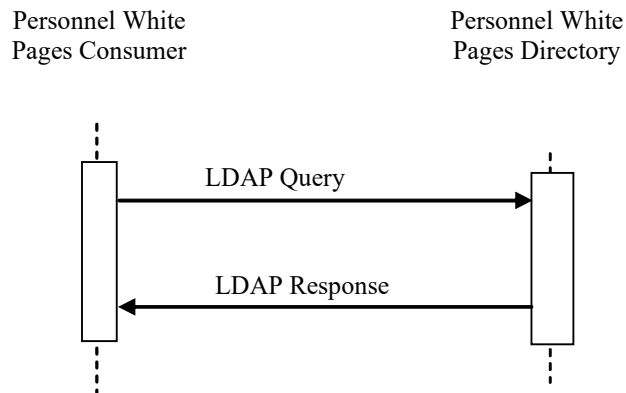 Personnel White
Pages Consumer
Personnel White
Pages Directory
LDAP Query
LDAP Response